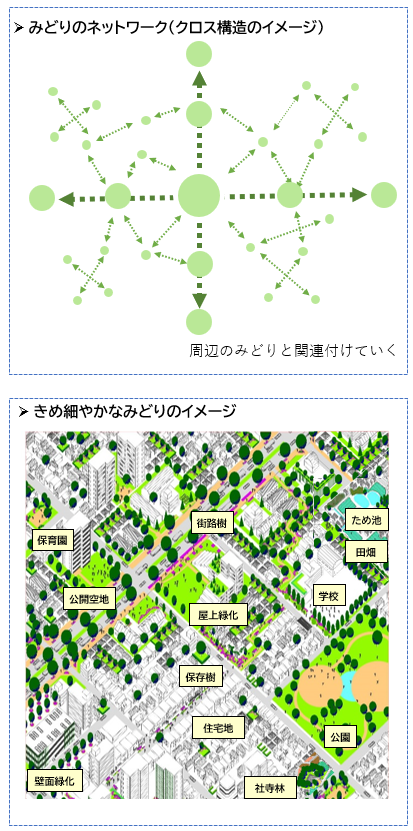 ➢ みどりのネットワーク（クロス構造のイメージ）
周辺のみどりと関連付けていく
➢ きめ細やかなみどりのイメージ
街路樹
ため池
保育園
田畑
公開空地
学校
屋上緑化
保存樹
住宅地
公園
壁面緑化
社寺林